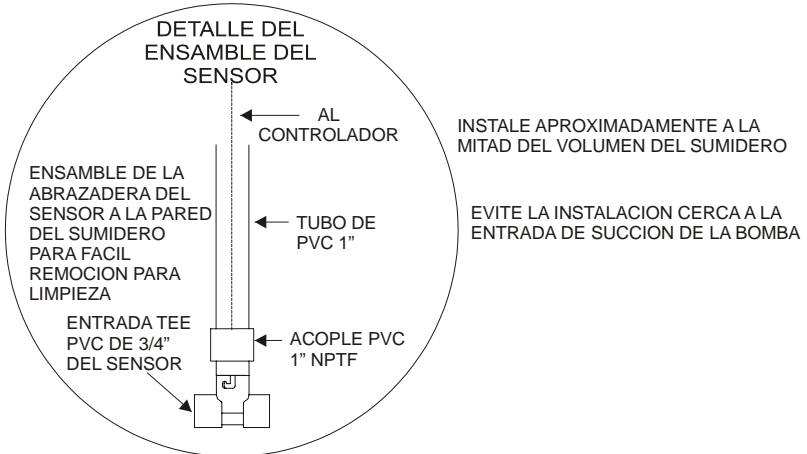 DETALLE DEL
ENSAMBLE DEL
SENSOR
AL
CONTROLADOR
INSTALE APROXIMADAMENTE A LA
MITAD DEL VOLUMEN DEL SUMIDERO
ENSAMBLE DE LA
ABRAZADERA DEL
SENSOR A LA PARED
DEL SUMIDERO
PARA FACIL
REMOCION PARA
LIMPIEZA
TUBO DE
PVC 1”
EVITE LA INSTALACION CERCA A LA
ENTRADA DE SUCCION DE LA BOMBA
ENTRADA TEE
PVC DE 3/4”
DEL SENSOR
ACOPLE PVC
1” NPTF